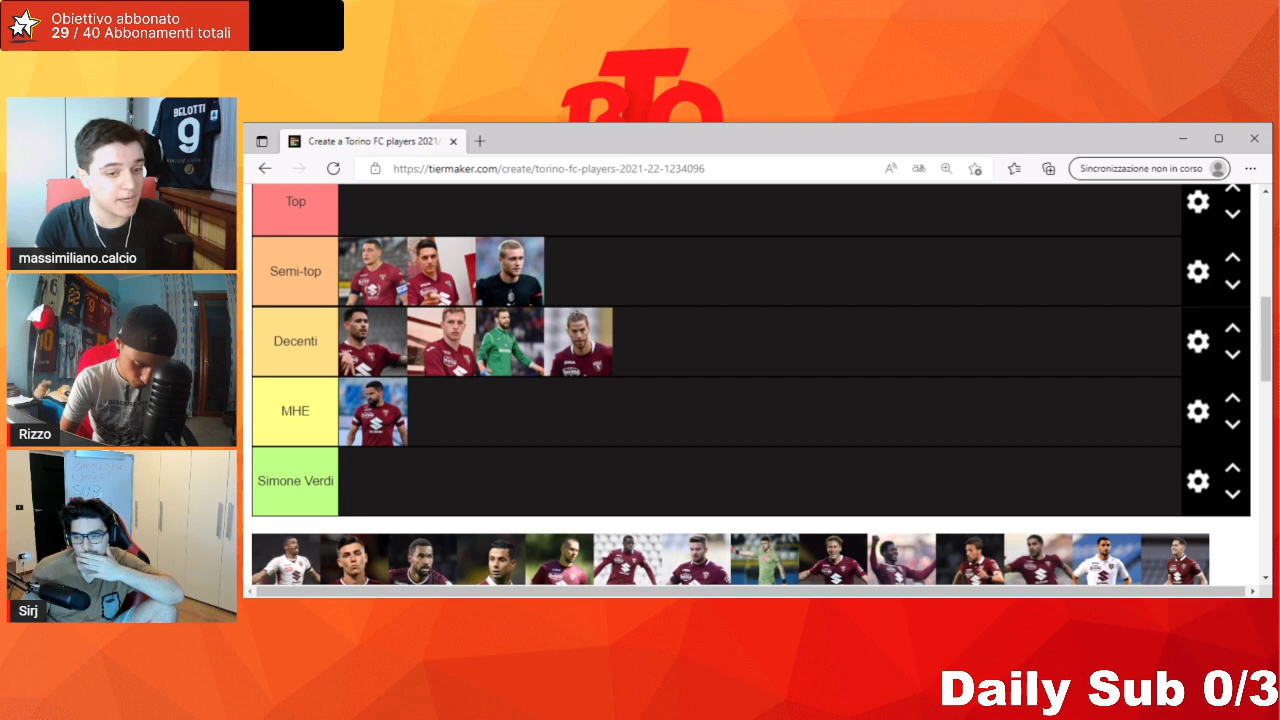 Obiettivo abbonato
29 / 40 Abbonamenti totali
BTO
BELOTTI
9
massimiliano.calcio
Rizzo
SUB
Sirj
Create a Torino FC players 2021/
https://tiermaker.com/create/torino-fc-players-2021-22-1234096
Sincronizzazione non in corso
Top
Semi-top
Decenti
MHE
Simone Verdi
Daily Sub 0/3